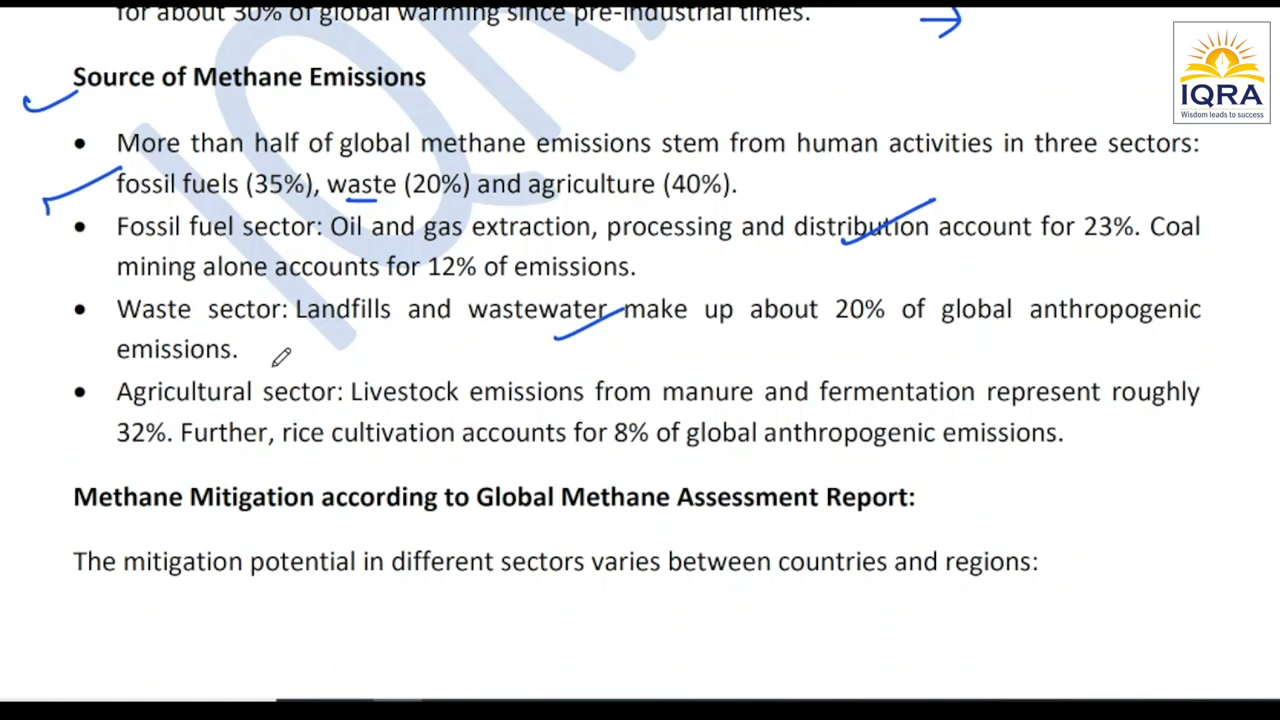 for about 30% of global warming since pre-industrial times.
IQRA
Wisdom leads to success
Source of Methane Emissions
• More than half of global methane emissions stem from human activities in three sectors:
fossil fuels (35%), waste (20%) and agriculture (40%).
• Fossil fuel sector: Oil and gas extraction, processing and distribution account for 23%. Coal
mining alone accounts for 12% of emissions.
• Waste sector: Landfills and wastewater make up about 20% of global anthropogenic
emissions.
• Agricultural sector: Livestock emissions from manure and fermentation represent roughly
32%. Further, rice cultivation accounts for 8% of global anthropogenic emissions.
Methane Mitigation according to Global Methane Assessment Report:
The mitigation potential in different sectors varies between countries and regions: